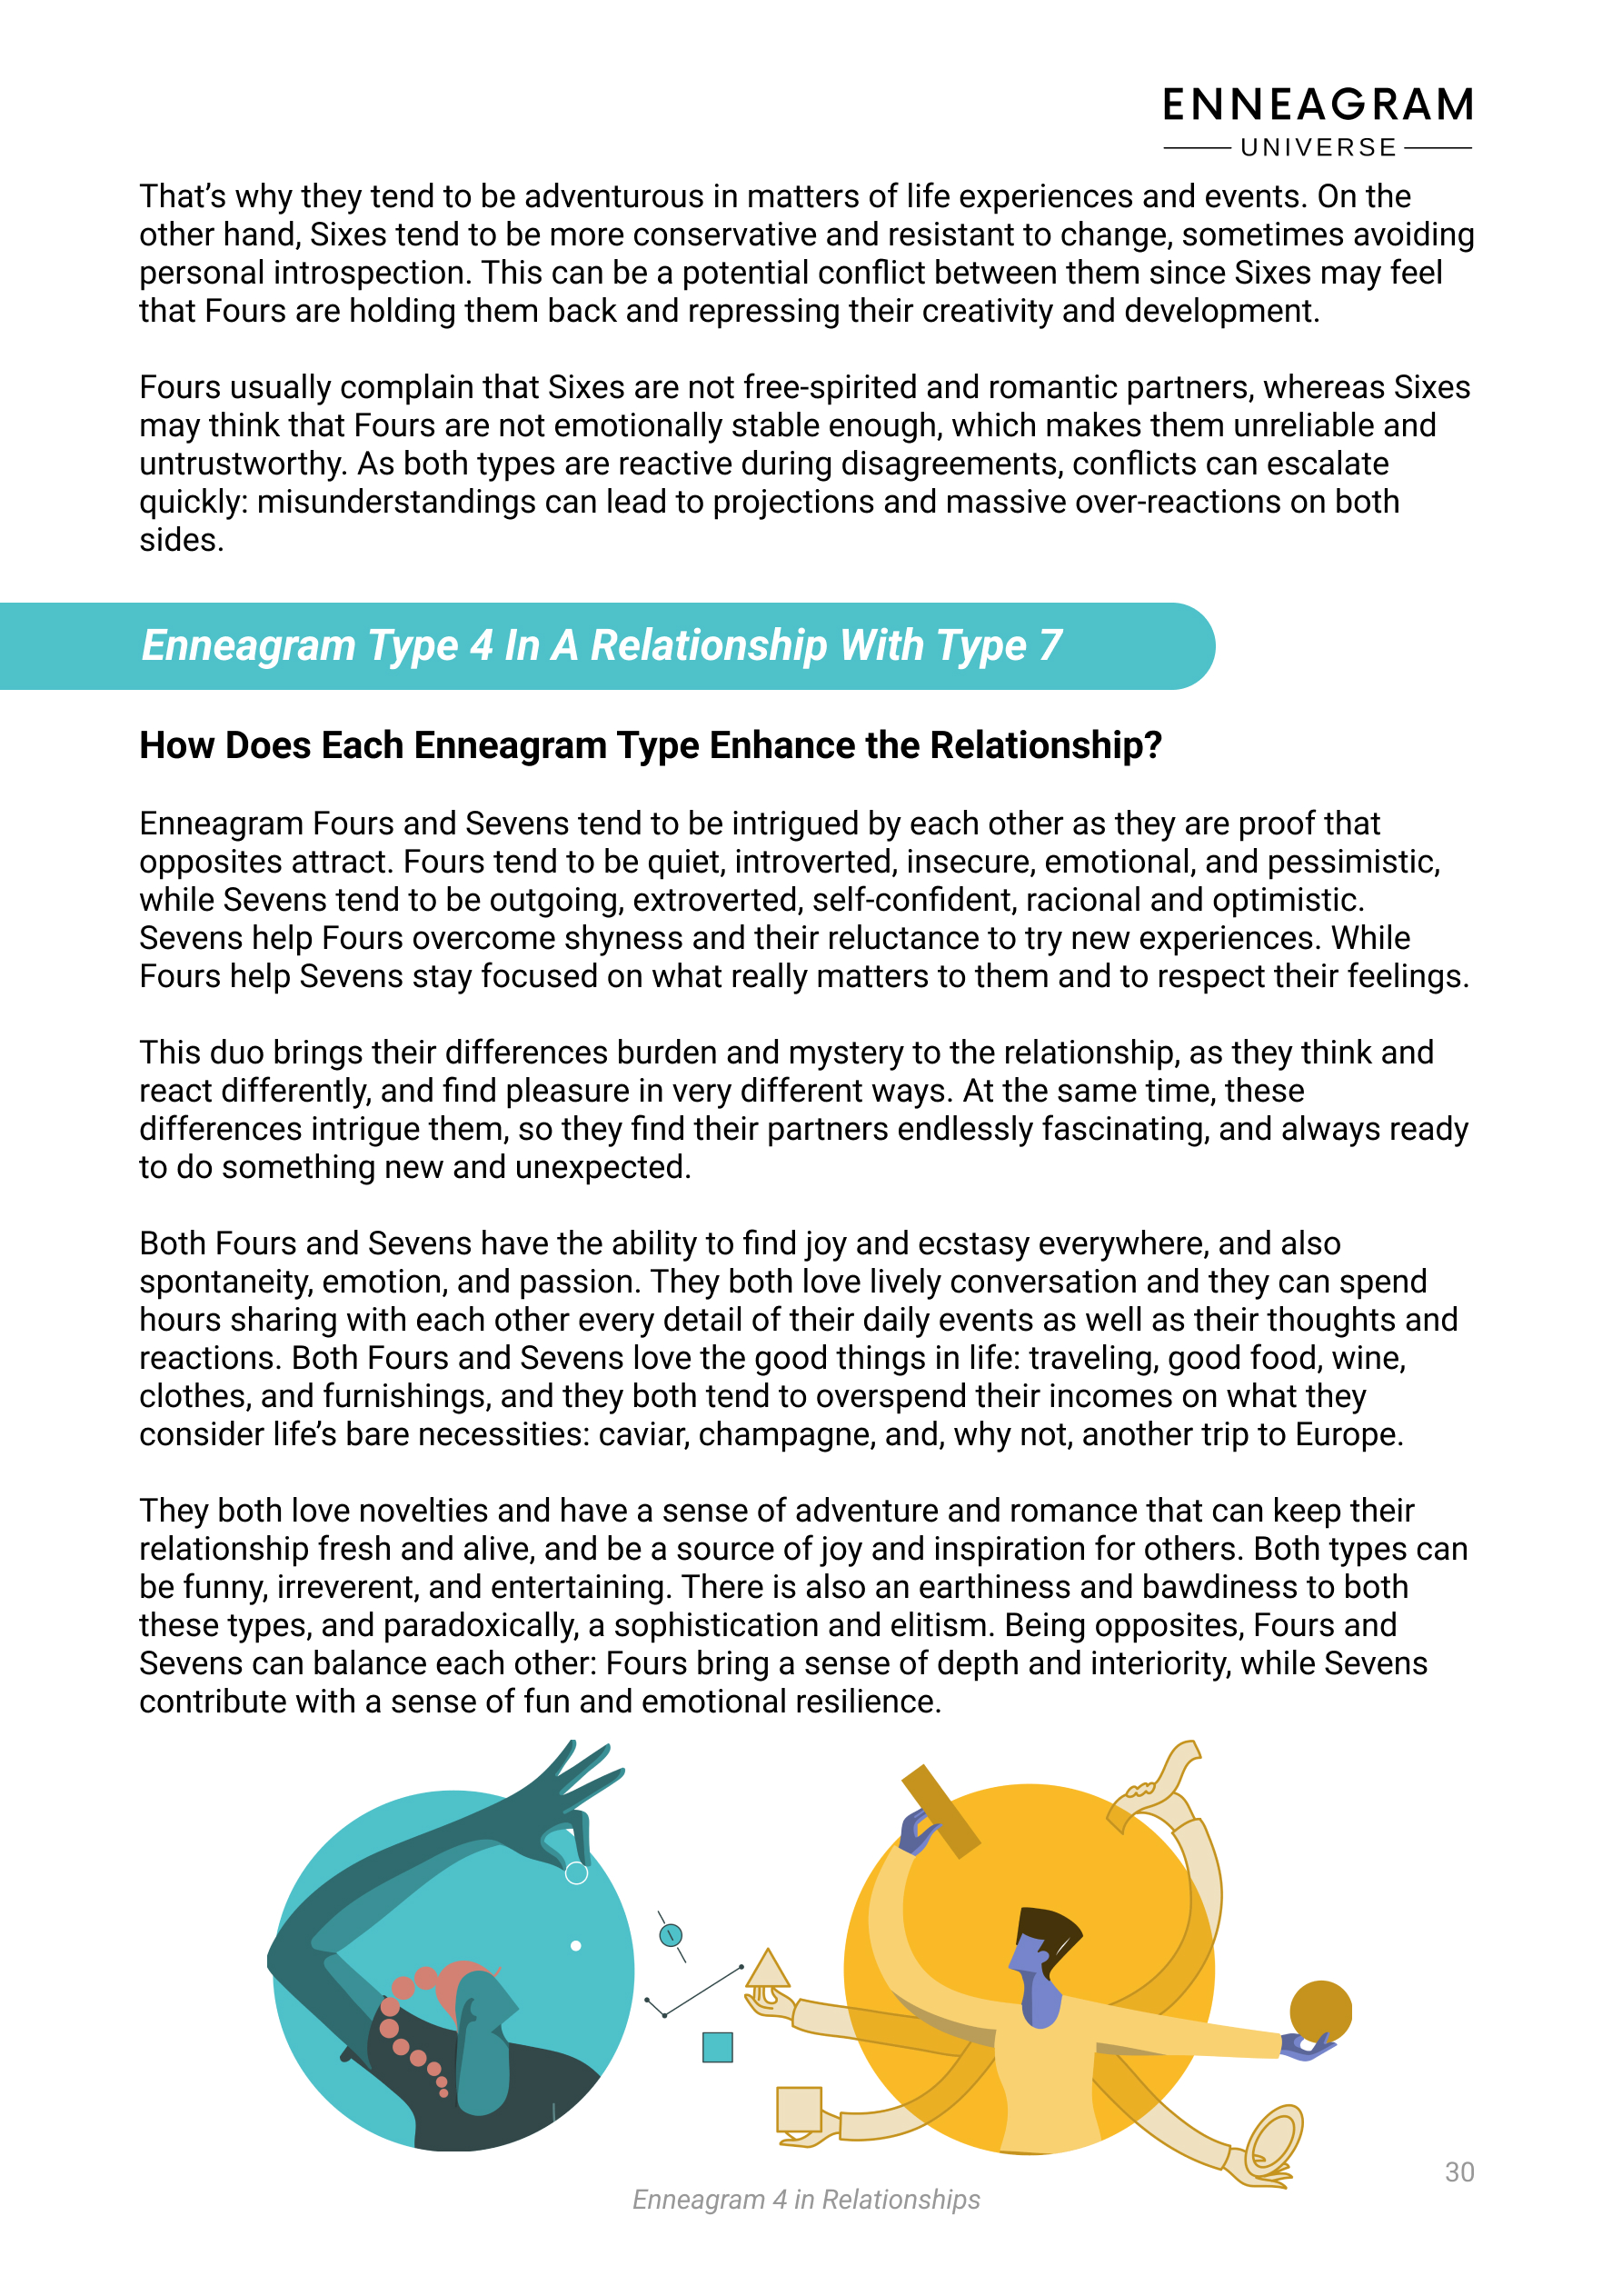 ENNEAGRAM
UNIVERSE
That’s why they tend to be adventurous in matters of life experiences and events. On the
other hand, Sixes tend to be more conservative and resistant to change, sometimes avoiding
personal introspection. This can be a potential conflict between them since Sixes may feel
that Fours are holding them back and repressing their creativity and development.
Fours usually complain that Sixes are not free-spirited and romantic partners, whereas Sixes
may think that Fours are not emotionally stable enough, which makes them unreliable and
untrustworthy. As both types are reactive during disagreements, conflicts can escalate
quickly: misunderstandings can lead to projections and massive over-reactions on both
sides.
Enneagram Type 4 In A Relationship With Type 7
How Does Each Enneagram Type Enhance the Relationship?
Enneagram Fours and Sevens tend to be intrigued by each other as they are proof that
opposites attract. Fours tend to be quiet, introverted, insecure, emotional, and pessimistic,
while Sevens tend to be outgoing, extroverted, self-confident, racional and optimistic.
Sevens help Fours overcome shyness and their reluctance to try new experiences. While
Fours help Sevens stay focused on what really matters to them and to respect their feelings.
This duo brings their differences burden and mystery to the relationship, as they think and
react differently, and find pleasure in very different ways. At the same time, these
differences intrigue them, so they find their partners endlessly fascinating, and always ready
to do something new and unexpected.
Both Fours and Sevens have the ability to find joy and ecstasy everywhere, and also
spontaneity, emotion, and passion. They both love lively conversation and they can spend
hours sharing with each other every detail of their daily events as well as their thoughts and
reactions. Both Fours and Sevens love the good things in life: traveling, good food, wine,
clothes, and furnishings, and they both tend to overspend their incomes on what they
consider life’s bare necessities: caviar, champagne, and, why not, another trip to Europe.
They both love novelties and have a sense of adventure and romance that can keep their
relationship fresh and alive, and be a source of joy and inspiration for others. Both types can
be funny, irreverent, and entertaining. There is also an earthiness and bawdiness to both
these types, and paradoxically, a sophistication and elitism. Being opposites, Fours and
Sevens can balance each other: Fours bring a sense of depth and interiority, while Sevens
contribute with a sense of fun and emotional resilience.
30
Enneagram 4 in Relationships